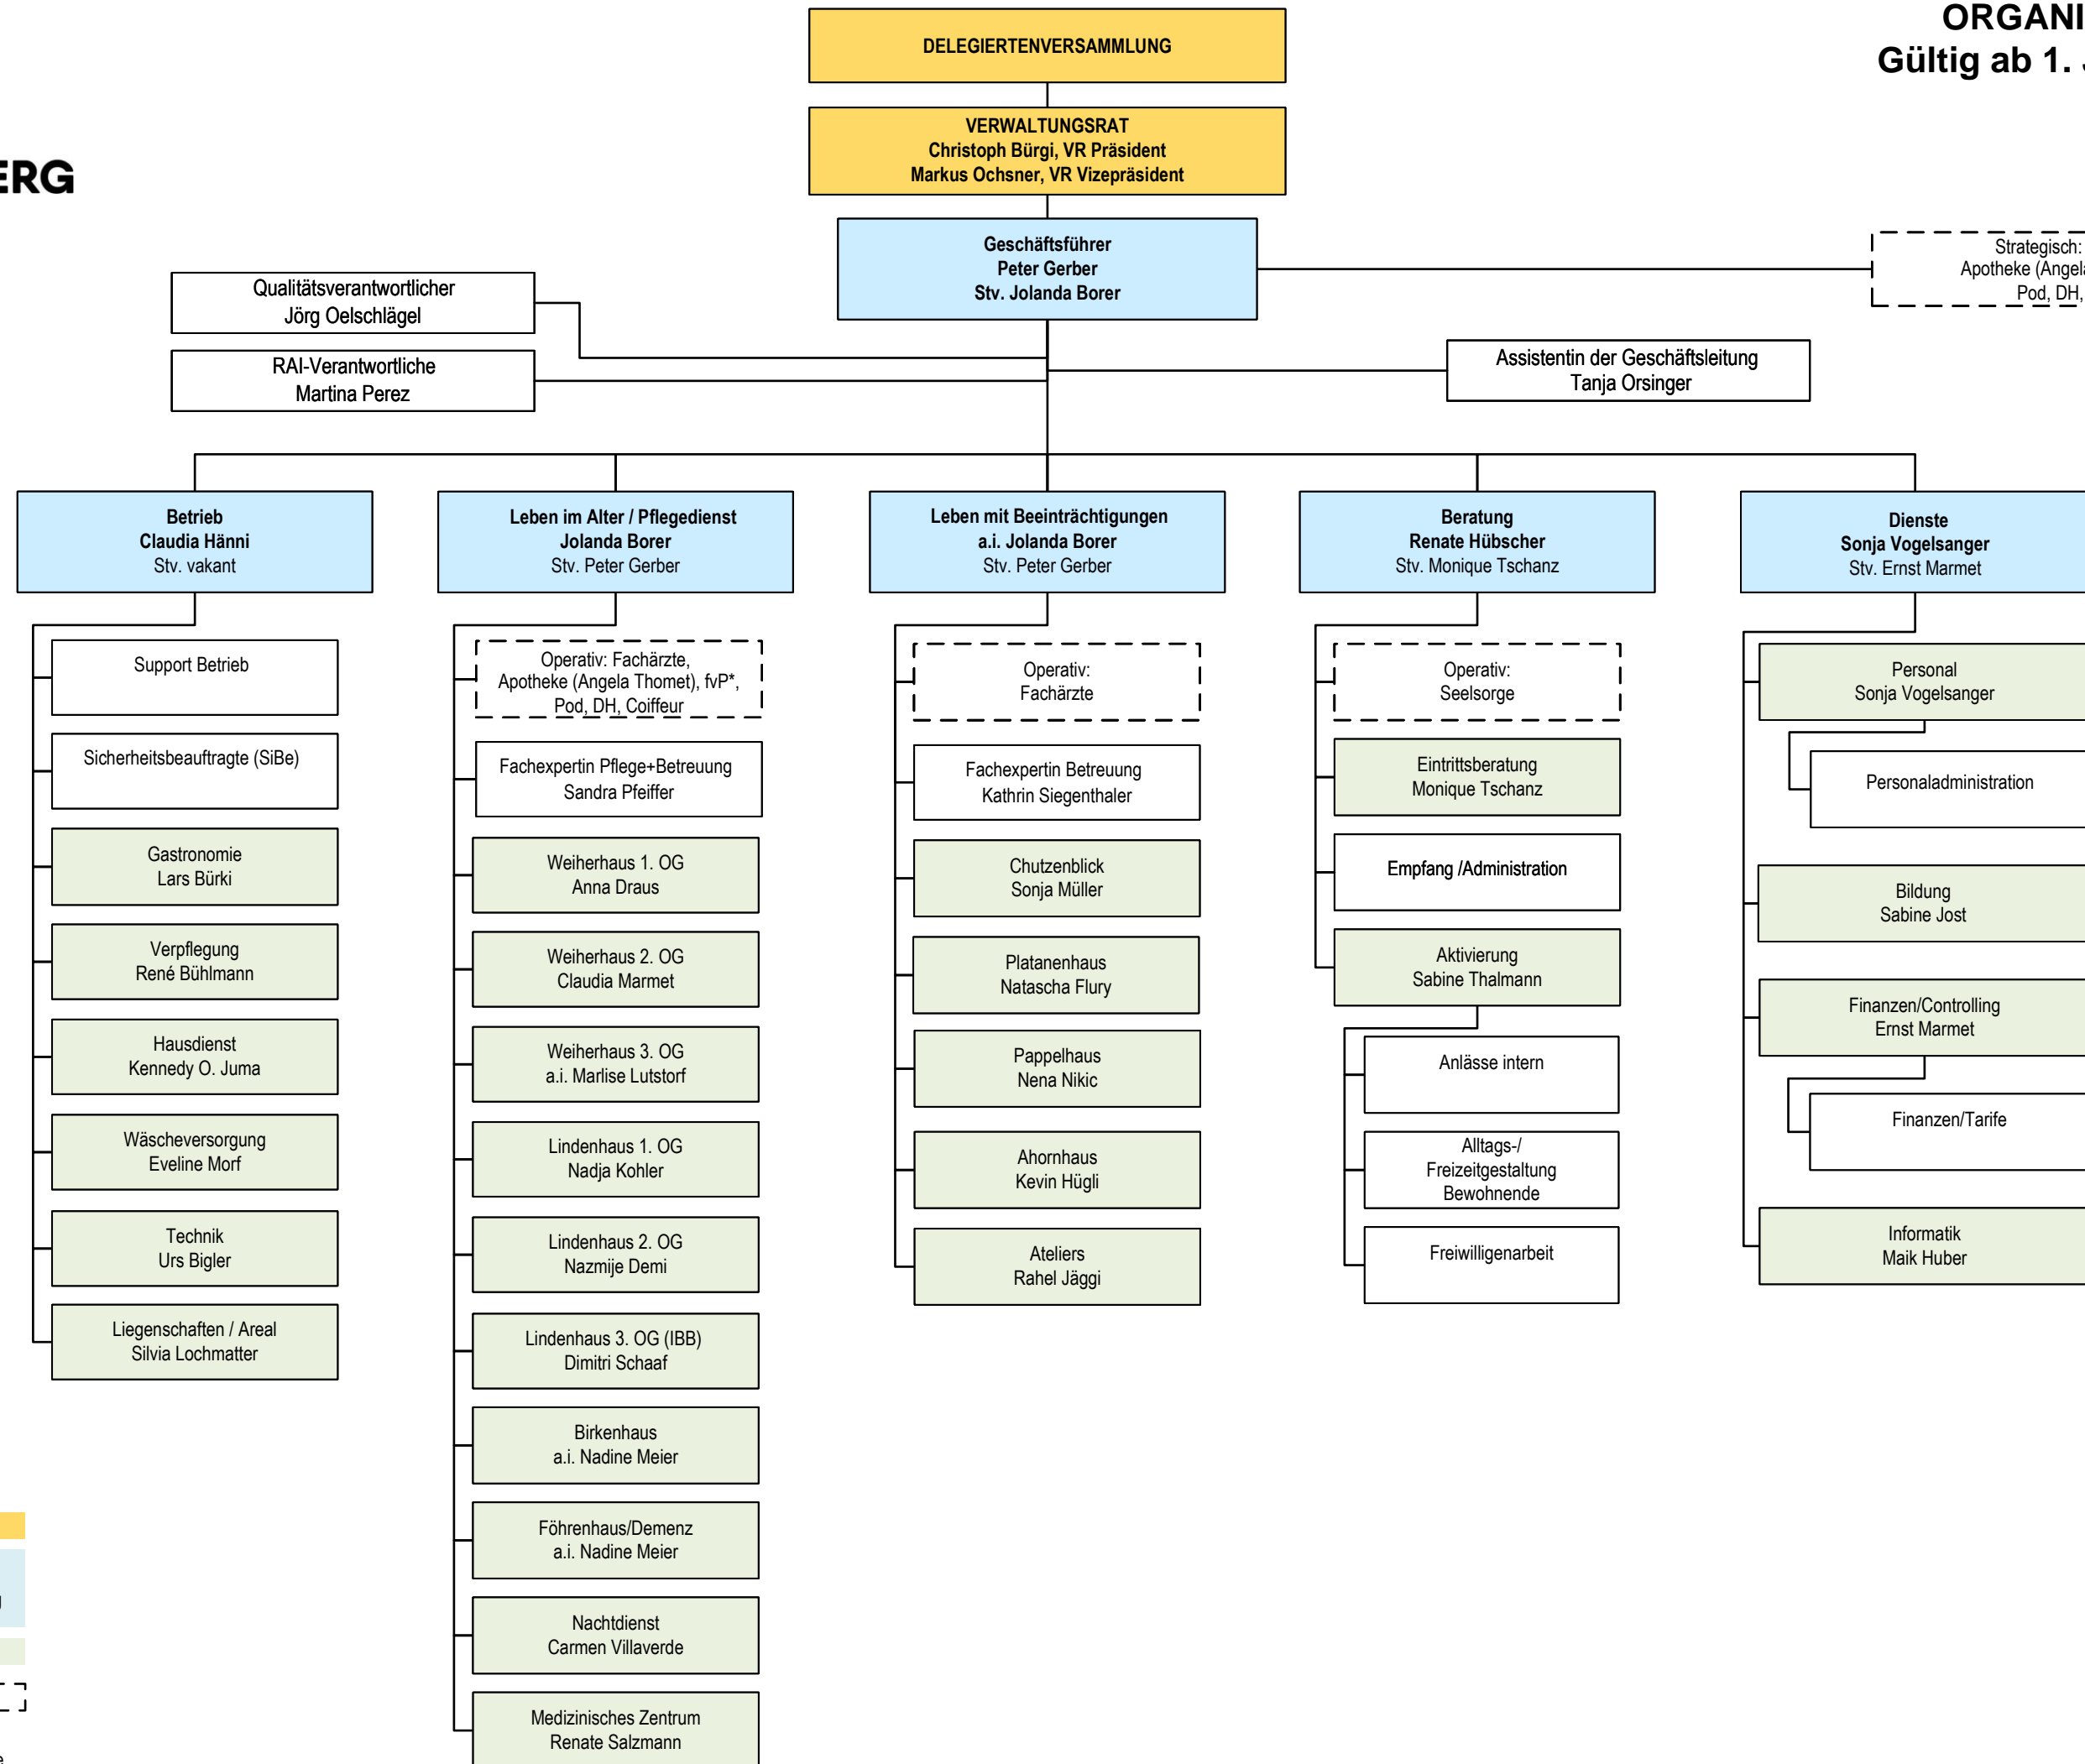 ORGANI
Gültig ab 1.
ERG
DELEGIERTENVERSAMMLUNG
VERWALTUNGSRAT
Christoph Bürgi, VR Präsident
Markus Ochsner, VR Vizepräsident
Geschäftsführer
Peter Gerber
Stv. Jolanda Borer
Strategisch:
Apotheke (Angela
Pod, DH,
Qualitätsverantwortlicher
Jörg Oelschlägel
RAI-Verantwortliche
Martina Perez
Assistentin der Geschäftsleitung
Tanja Orsinger
Betrieb
Claudia Hänni
Stv. vakant
Support Betrieb
Sicherheitsbeauftragte (SiBe)
Gastronomie
Lars Bürki
Verpflegung
René Bühlmann
Hausdienst
Kennedy O. Juma
Wäscheversorgung
Eveline Morf
Technik
Urs Bigler
Liegenschaften / Areal
Silvia Lochmatter
Leben im Alter / Pflegedienst
Jolanda Borer
Stv. Peter Gerber
Operativ: Fachärzte,
Apotheke (Angela Thomet), fvP*,
Pod, DH, Coiffeur
Fachexpertin Pflege+Betreuung
Sandra Pfeiffer
Weiherhaus 1. OG
Anna Draus
Weiherhaus 2. OG
Claudia Marmet
Weiherhaus 3. OG
a.i. Marlise Lutstorf
Lindenhaus 1. OG
Nadja Kohler
Lindenhaus 2. OG
Nazmije Demi
Lindenhaus 3. OG (IBB)
Dimitri Schaaf
Birkenhaus
a.i. Nadine Meier
Föhrenhaus/Demenz
a.i. Nadine Meier
Nachtdienst
Carmen Villaverde
Medizinisches Zentrum
Renate Salzmann
Leben mit Beeinträchtigungen
a.i. Jolanda Borer
Stv. Peter Gerber
Operativ:
Fachärzte
Fachexpertin Betreuung
Kathrin Siegenthaler
Chutzenblick
Sonja Müller
Platanenhaus
Natascha Flury
Pappelhaus
Nena Nikic
Ahornhaus
Kevin Hügli
Ateliers
Rahel Jäggi
Beratung
Renate Hübscher
Stv. Monique Tschanz
Operativ:
Seelsorge
Eintrittsberatung
Monique Tschanz
Empfang /Administration
Aktivierung
Sabine Thalmann
Anlässe intern
Alltags-/
Freizeitgestaltung
Bewohnende
Freiwilligenarbeit
Dienste
Sonja Vogelsanger
Stv. Ernst Marmet
Personal
Sonja Vogelsanger
Personaladministration
Bildung
Sabine Jost
Finanzen/Controlling
Ernst Marmet
Finanzen/Tarife
Informatik
Maik Huber